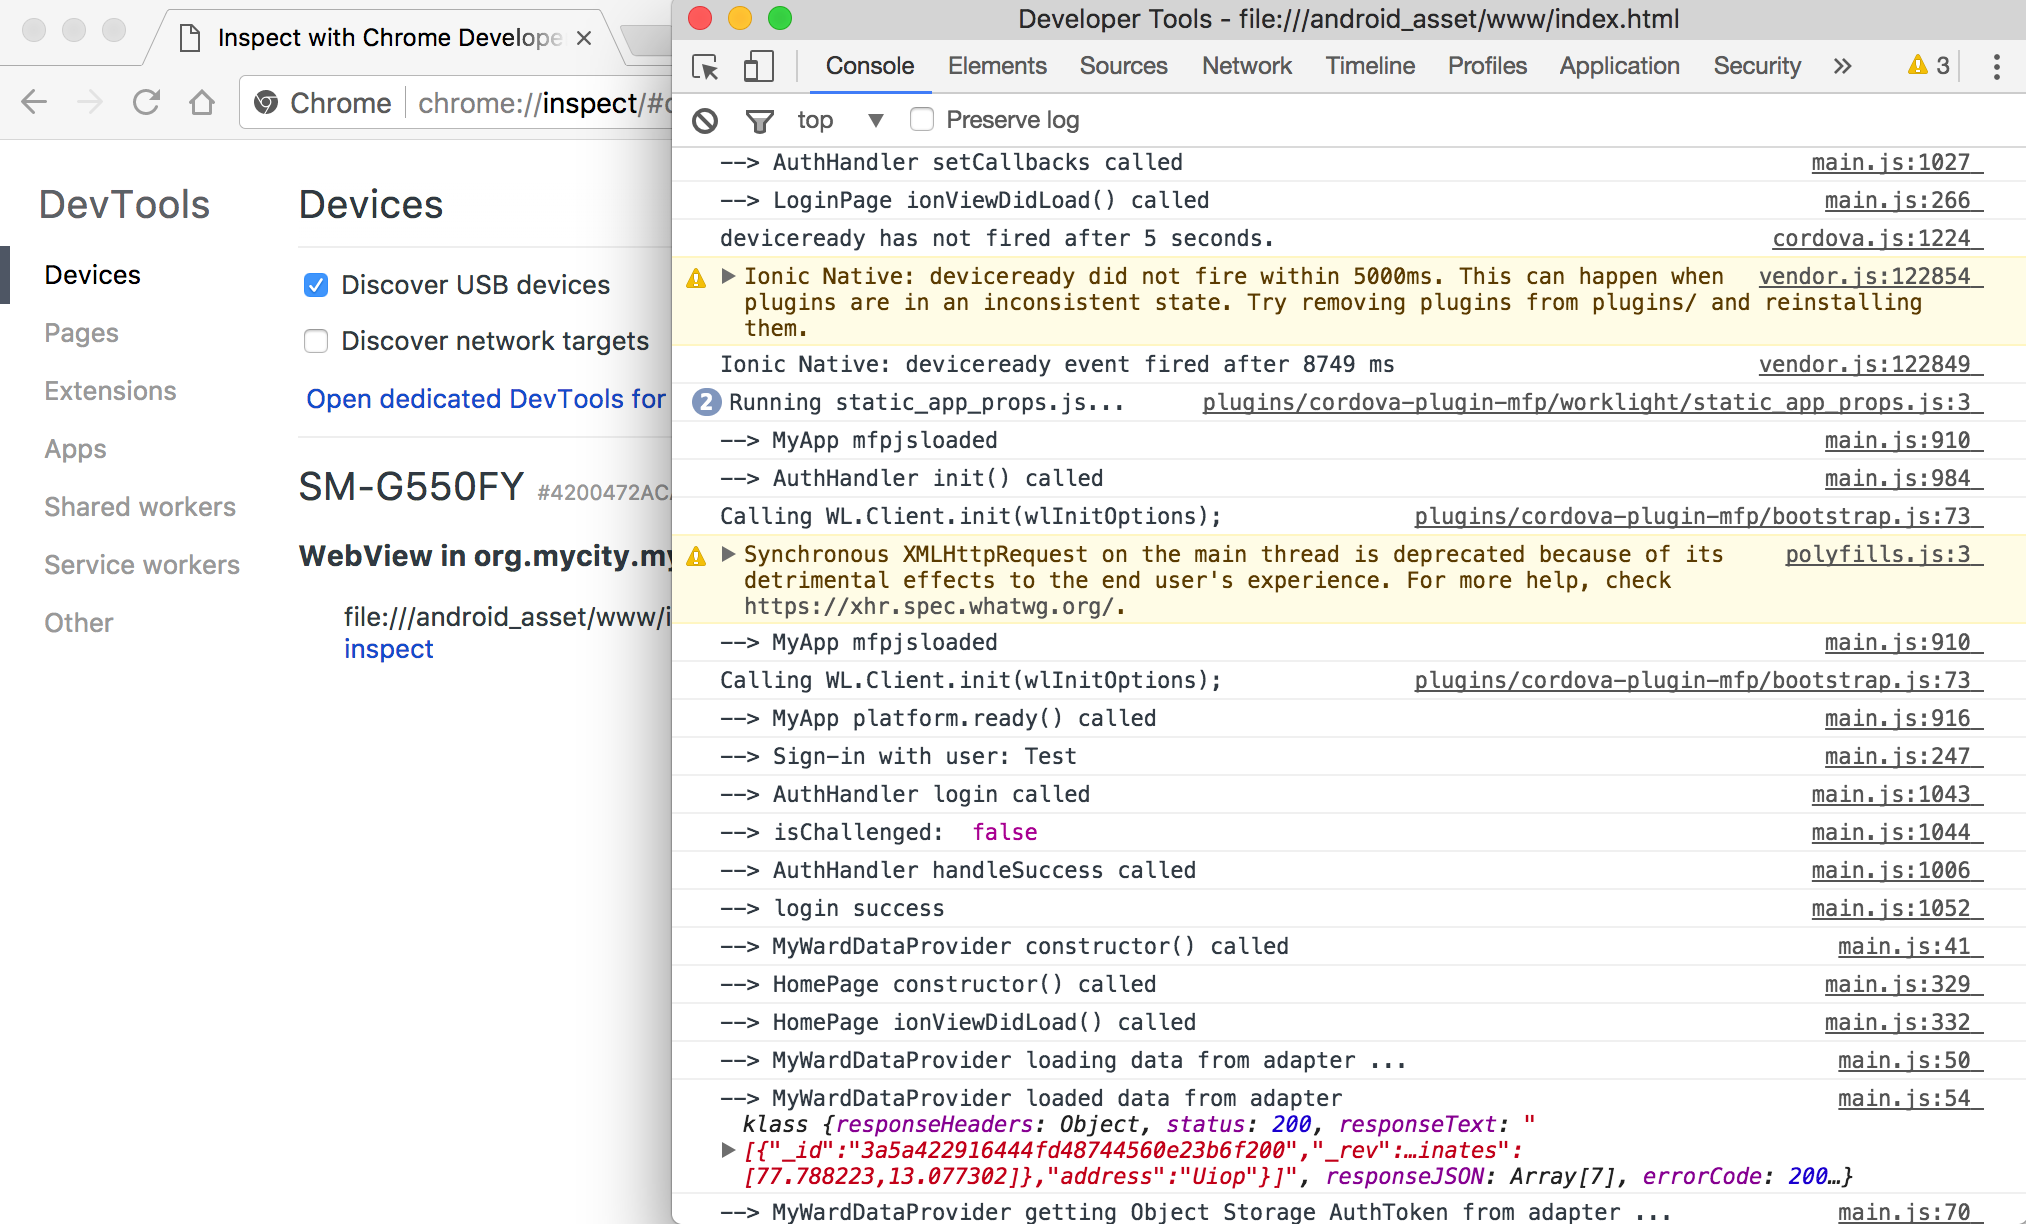 Inspect with Chrome Develope
Chrome
chrome://inspect/#d
DevTools
Devices
Pages
Extensions
Apps
Shared workers
Service workers
Other
Devices
Discover USB devices
Discover network targets
Open dedicated DevTools for
SM-G550FY #4200472AC
WebView in org.mycity.my
file:///android_asset/www/i
inspect
Developer Tools - file:///android_asset/www/index.html
Console Elements Sources Network Timeline Profiles Application Security » 3
top ▼ Preserve log
--> AuthHandler setCallbacks called main.js:1027
--> LoginPage ionViewDidLoad() called main.js:266
deviceready has not fired after 5 seconds. cordova.js:1224
Ionic Native: deviceready did not fire within 5000ms. This can happen when vendor.js:122854
plugins are in an inconsistent state. Try removing plugins from plugins/ and reinstalling
them.
Ionic Native: deviceready event fired after 8749 ms vendor.js:122849
2 Running static_app_props.js... plugins/cordova-plugin-mfp/worklight/static_app_props.js:3
--> MyApp mfpjsloaded main.js:910
--> AuthHandler init() called main.js:984
Calling WL.Client.init(wlInitOptions); plugins/cordova-plugin-mfp/bootstrap.js:73
Synchronous XMLHttpRequest on the main thread is deprecated because of its polyfills.js:3
detrimental effects to the end user's experience. For more help, check
https://xhr.spec.whatwg.org/.
--> MyApp mfpjsloaded main.js:910
Calling WL.Client.init(wlInitOptions); plugins/cordova-plugin-mfp/bootstrap.js:73
--> MyApp platform.ready() called main.js:916
--> Sign-in with user: Test main.js:247
--> AuthHandler login called main.js:1043
--> isChallenged: false main.js:1044
--> AuthHandler handleSuccess called main.js:1006
--> login success main.js:1052
--> MyWardDataProvider constructor() called main.js:41
--> HomePage constructor() called main.js:329
--> HomePage ionViewDidLoad() called main.js:332
--> MyWardDataProvider loading data from adapter ... main.js:50
--> MyWardDataProvider loaded data from adapter main.js:54
klass {responseHeaders: Object, status: 200, responseText: "
[{"_id":"3a5a422916444fd48744560e23b6f200","_rev":…inates":
[77.788223,13.077302]},"address":"Uiop"}]", responseJSON: Array[7], errorCode: 200…}
--> MyWardDataProvider getting Object Storage AuthToken from adapter ... main.js:70